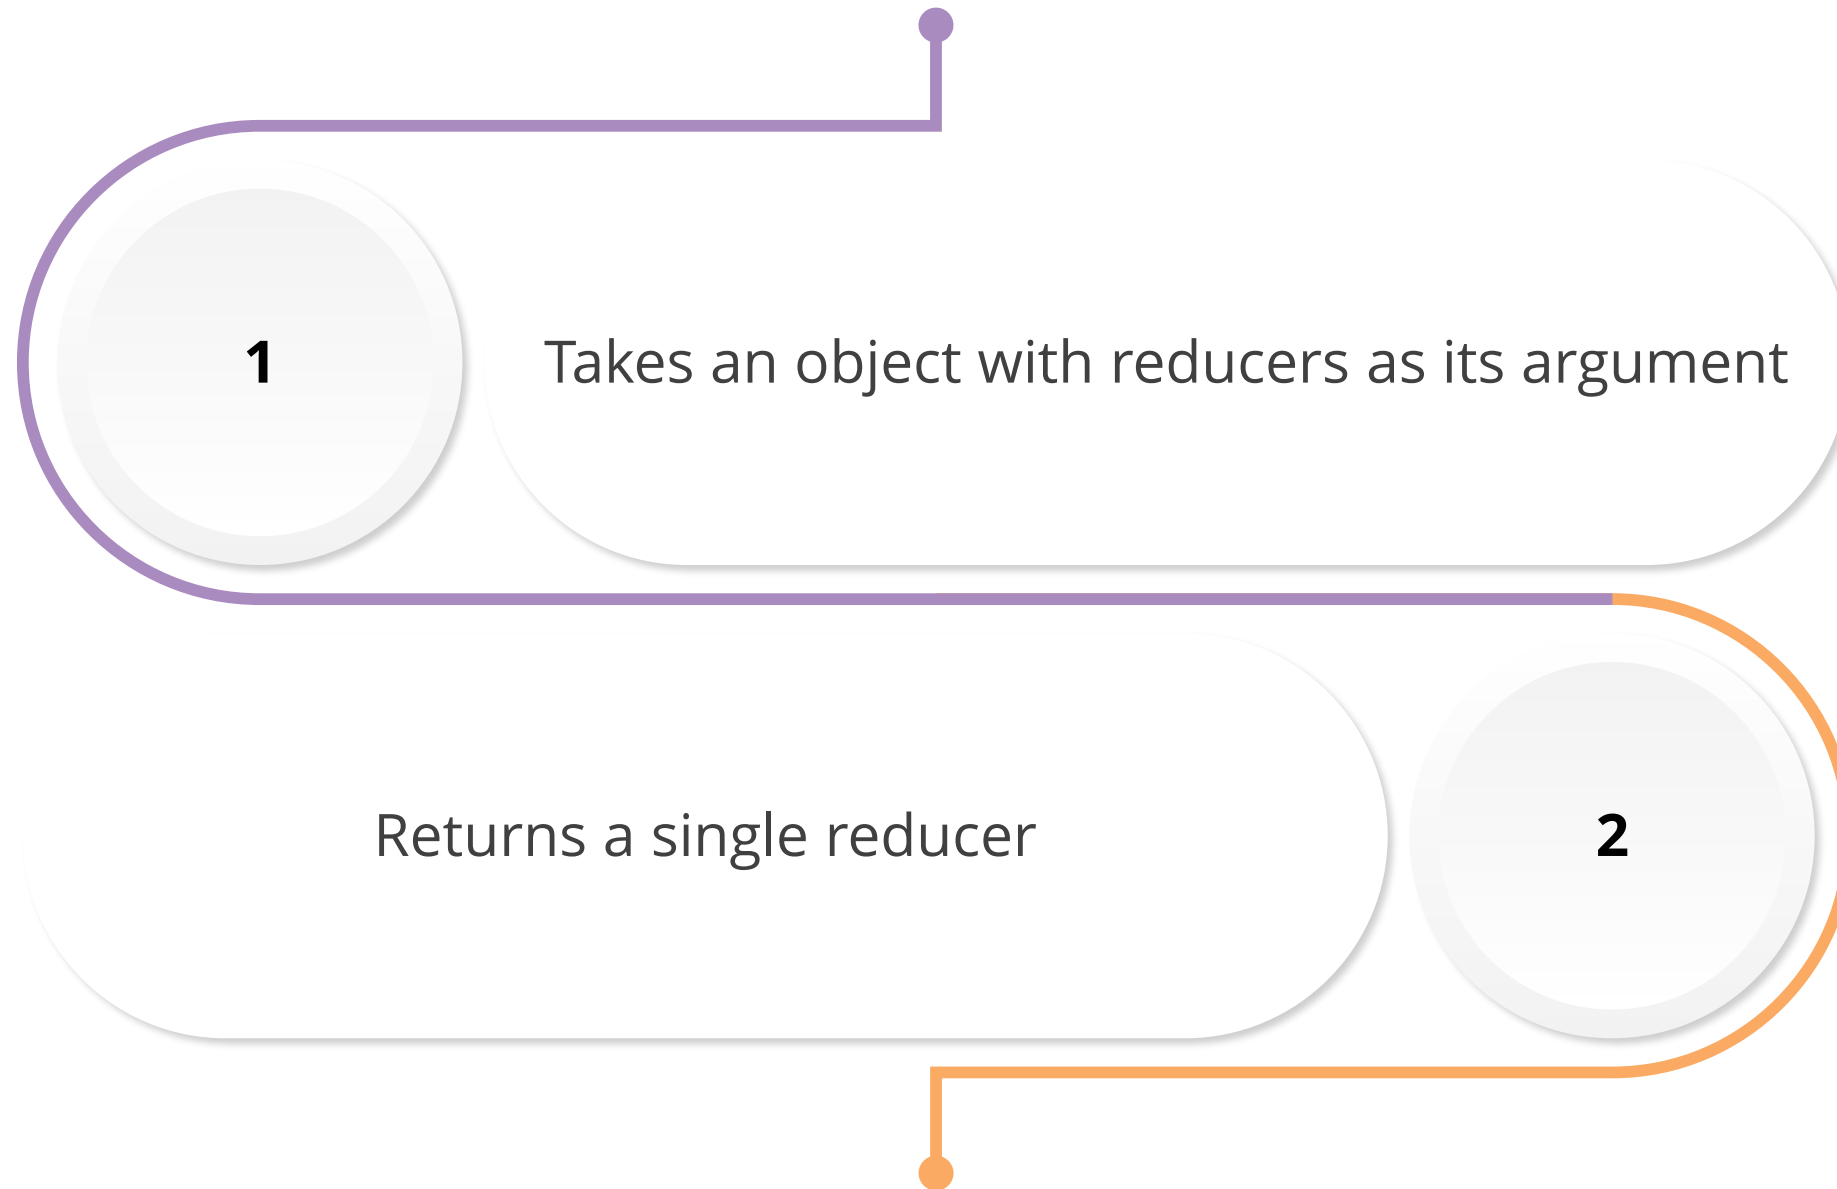 1
Takes an object with reducers as its argument
Returns a single reducer
2